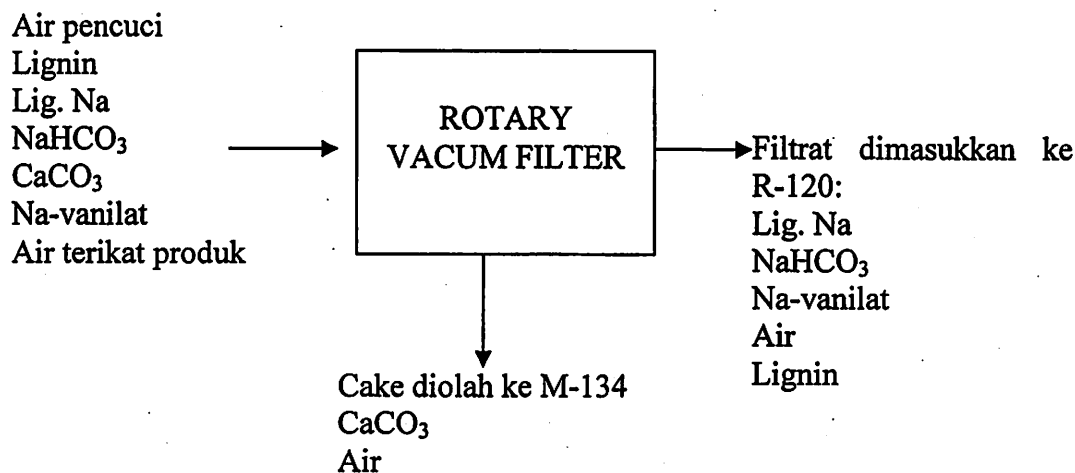 Air pencuci
Lignin
Lig. Na
NaHCO₃
CaCO₃
Na-vanilat
Air terikat produk
ROTARY
VACUM FILTER
Filtrat dimasukkan ke
R-120:
Lig. Na
NaHCO₃
Na-vanilat
Air
Lignin
Cake diolah ke M-134
CaCO₃
Air